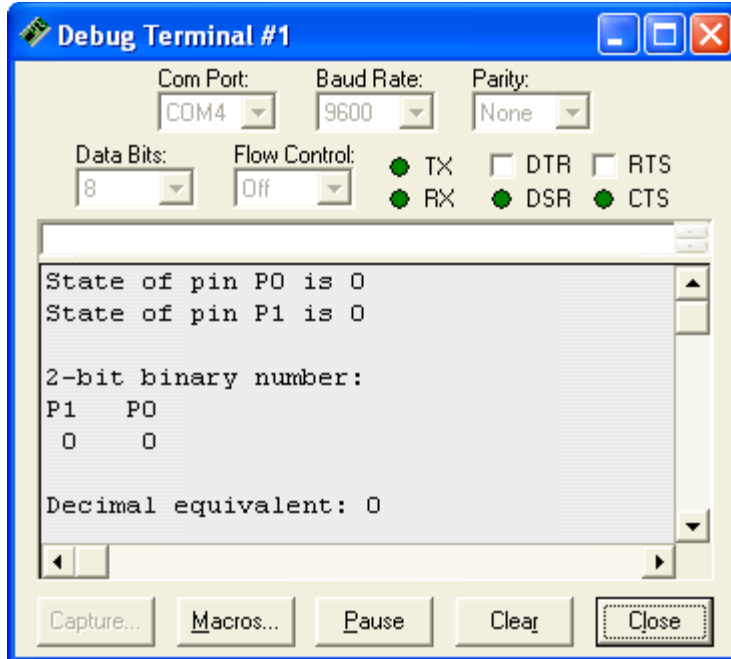 Debug Terminal #1
Com Port: Baud Rate: Parity:
COM4 9600 None
Data Bits: Flow Control: TX DTR RTS
8 Off RX DSR CTS
State of pin P0 is 0
State of pin P1 is 0
2-bit binary number:
P1 P0
0 0
Decimal equivalent: 0
Capture... Macros... Pause Clear Close